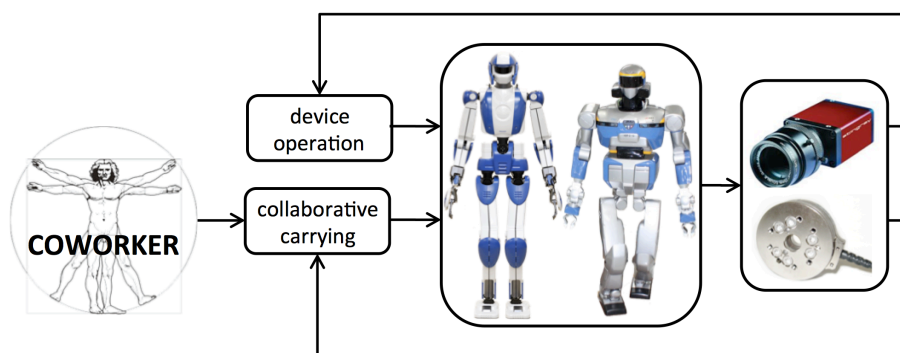 device
operation
collaborative
carrying
COWORKER